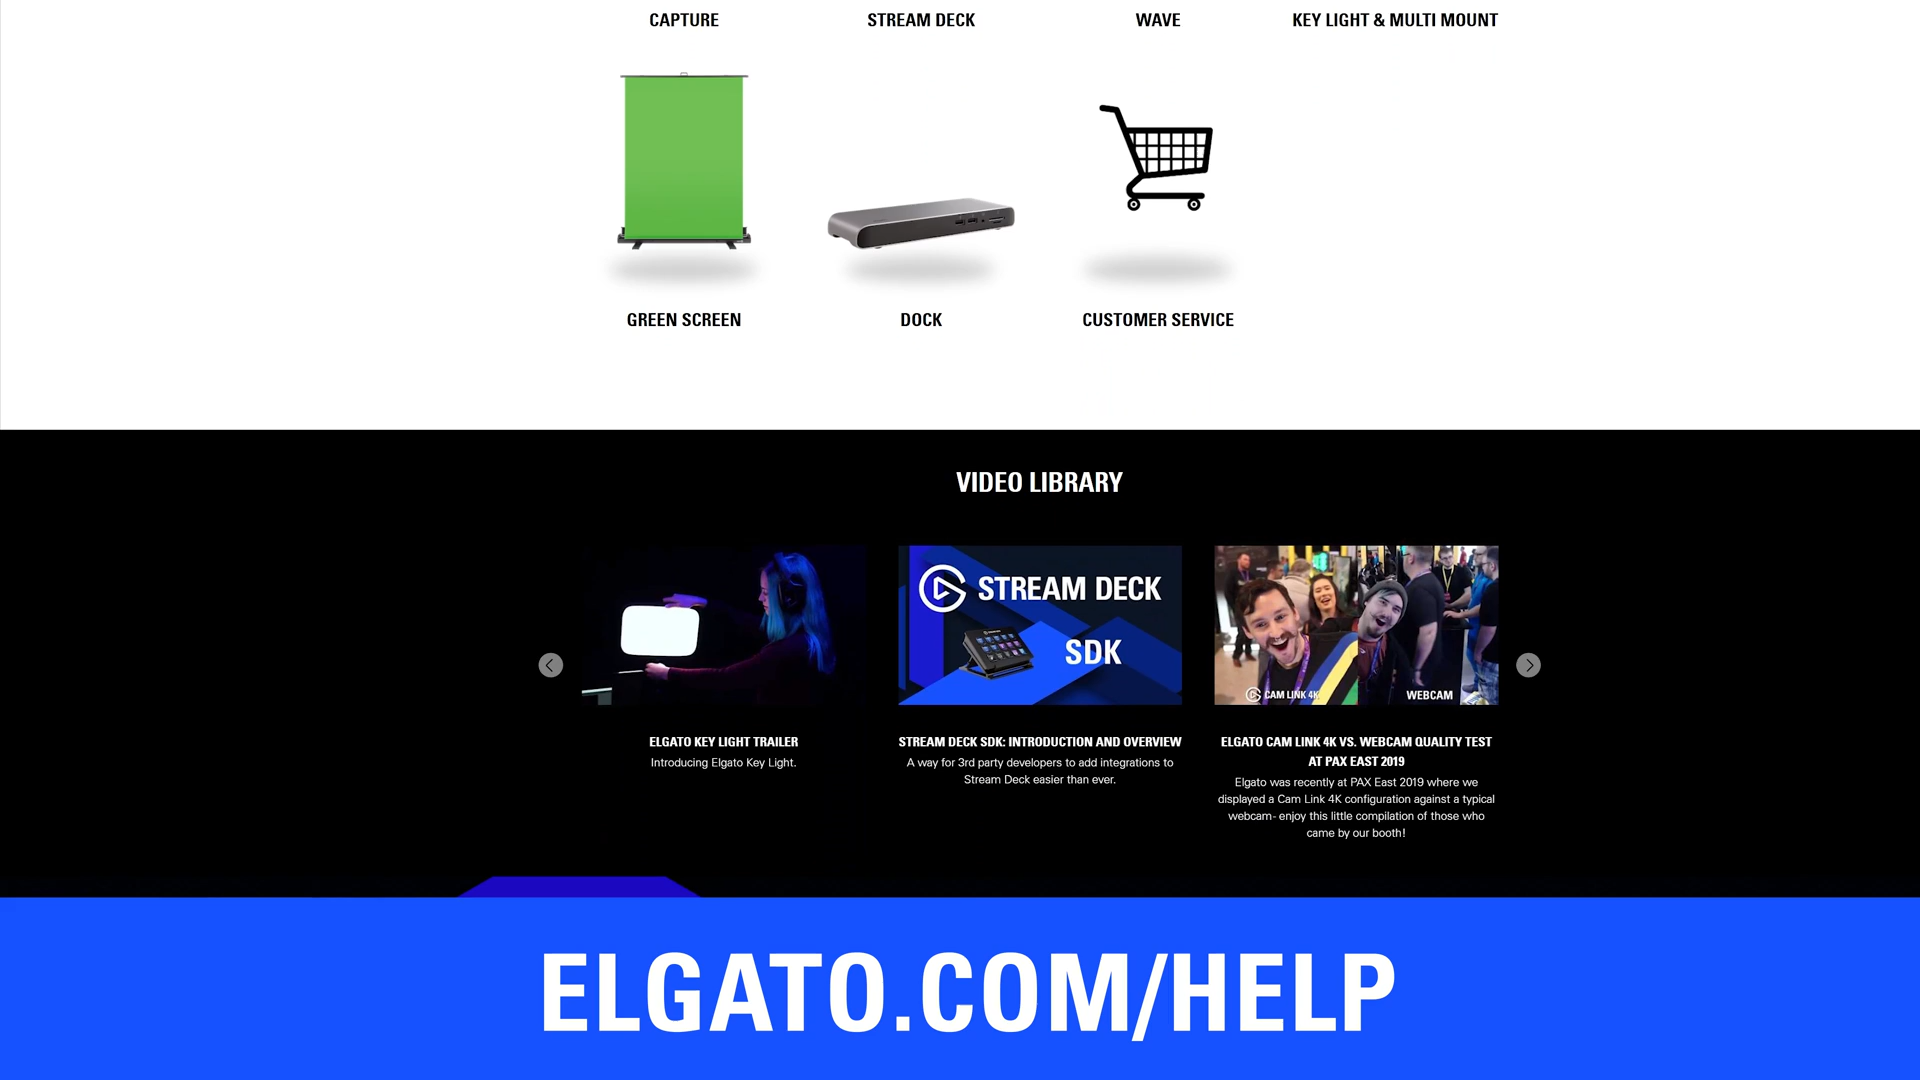 CAPTURE
STREAM DECK
WAVE
KEY LIGHT & MULTI MOUNT
GREEN SCREEN
DOCK
CUSTOMER SERVICE
VIDEO LIBRARY
STREAM DECK
SDK
CAM LINK 4K
WEBCAM
ELGATO KEY LIGHT TRAILER
Introducing Elgato Key Light.
STREAM DECK SDK: INTRODUCTION AND OVERVIEW
A way for 3rd party developers to add integrations to
Stream Deck easier than ever.
ELGATO CAM LINK 4K VS. WEBCAM QUALITY TEST
AT PAX EAST 2019
Elgato was recently at PAX East 2019 where we
displayed a Cam Link 4K configuration against a typical
webcam- enjoy this little compilation of those who
came by our booth!
ELGATO.COM/HELP